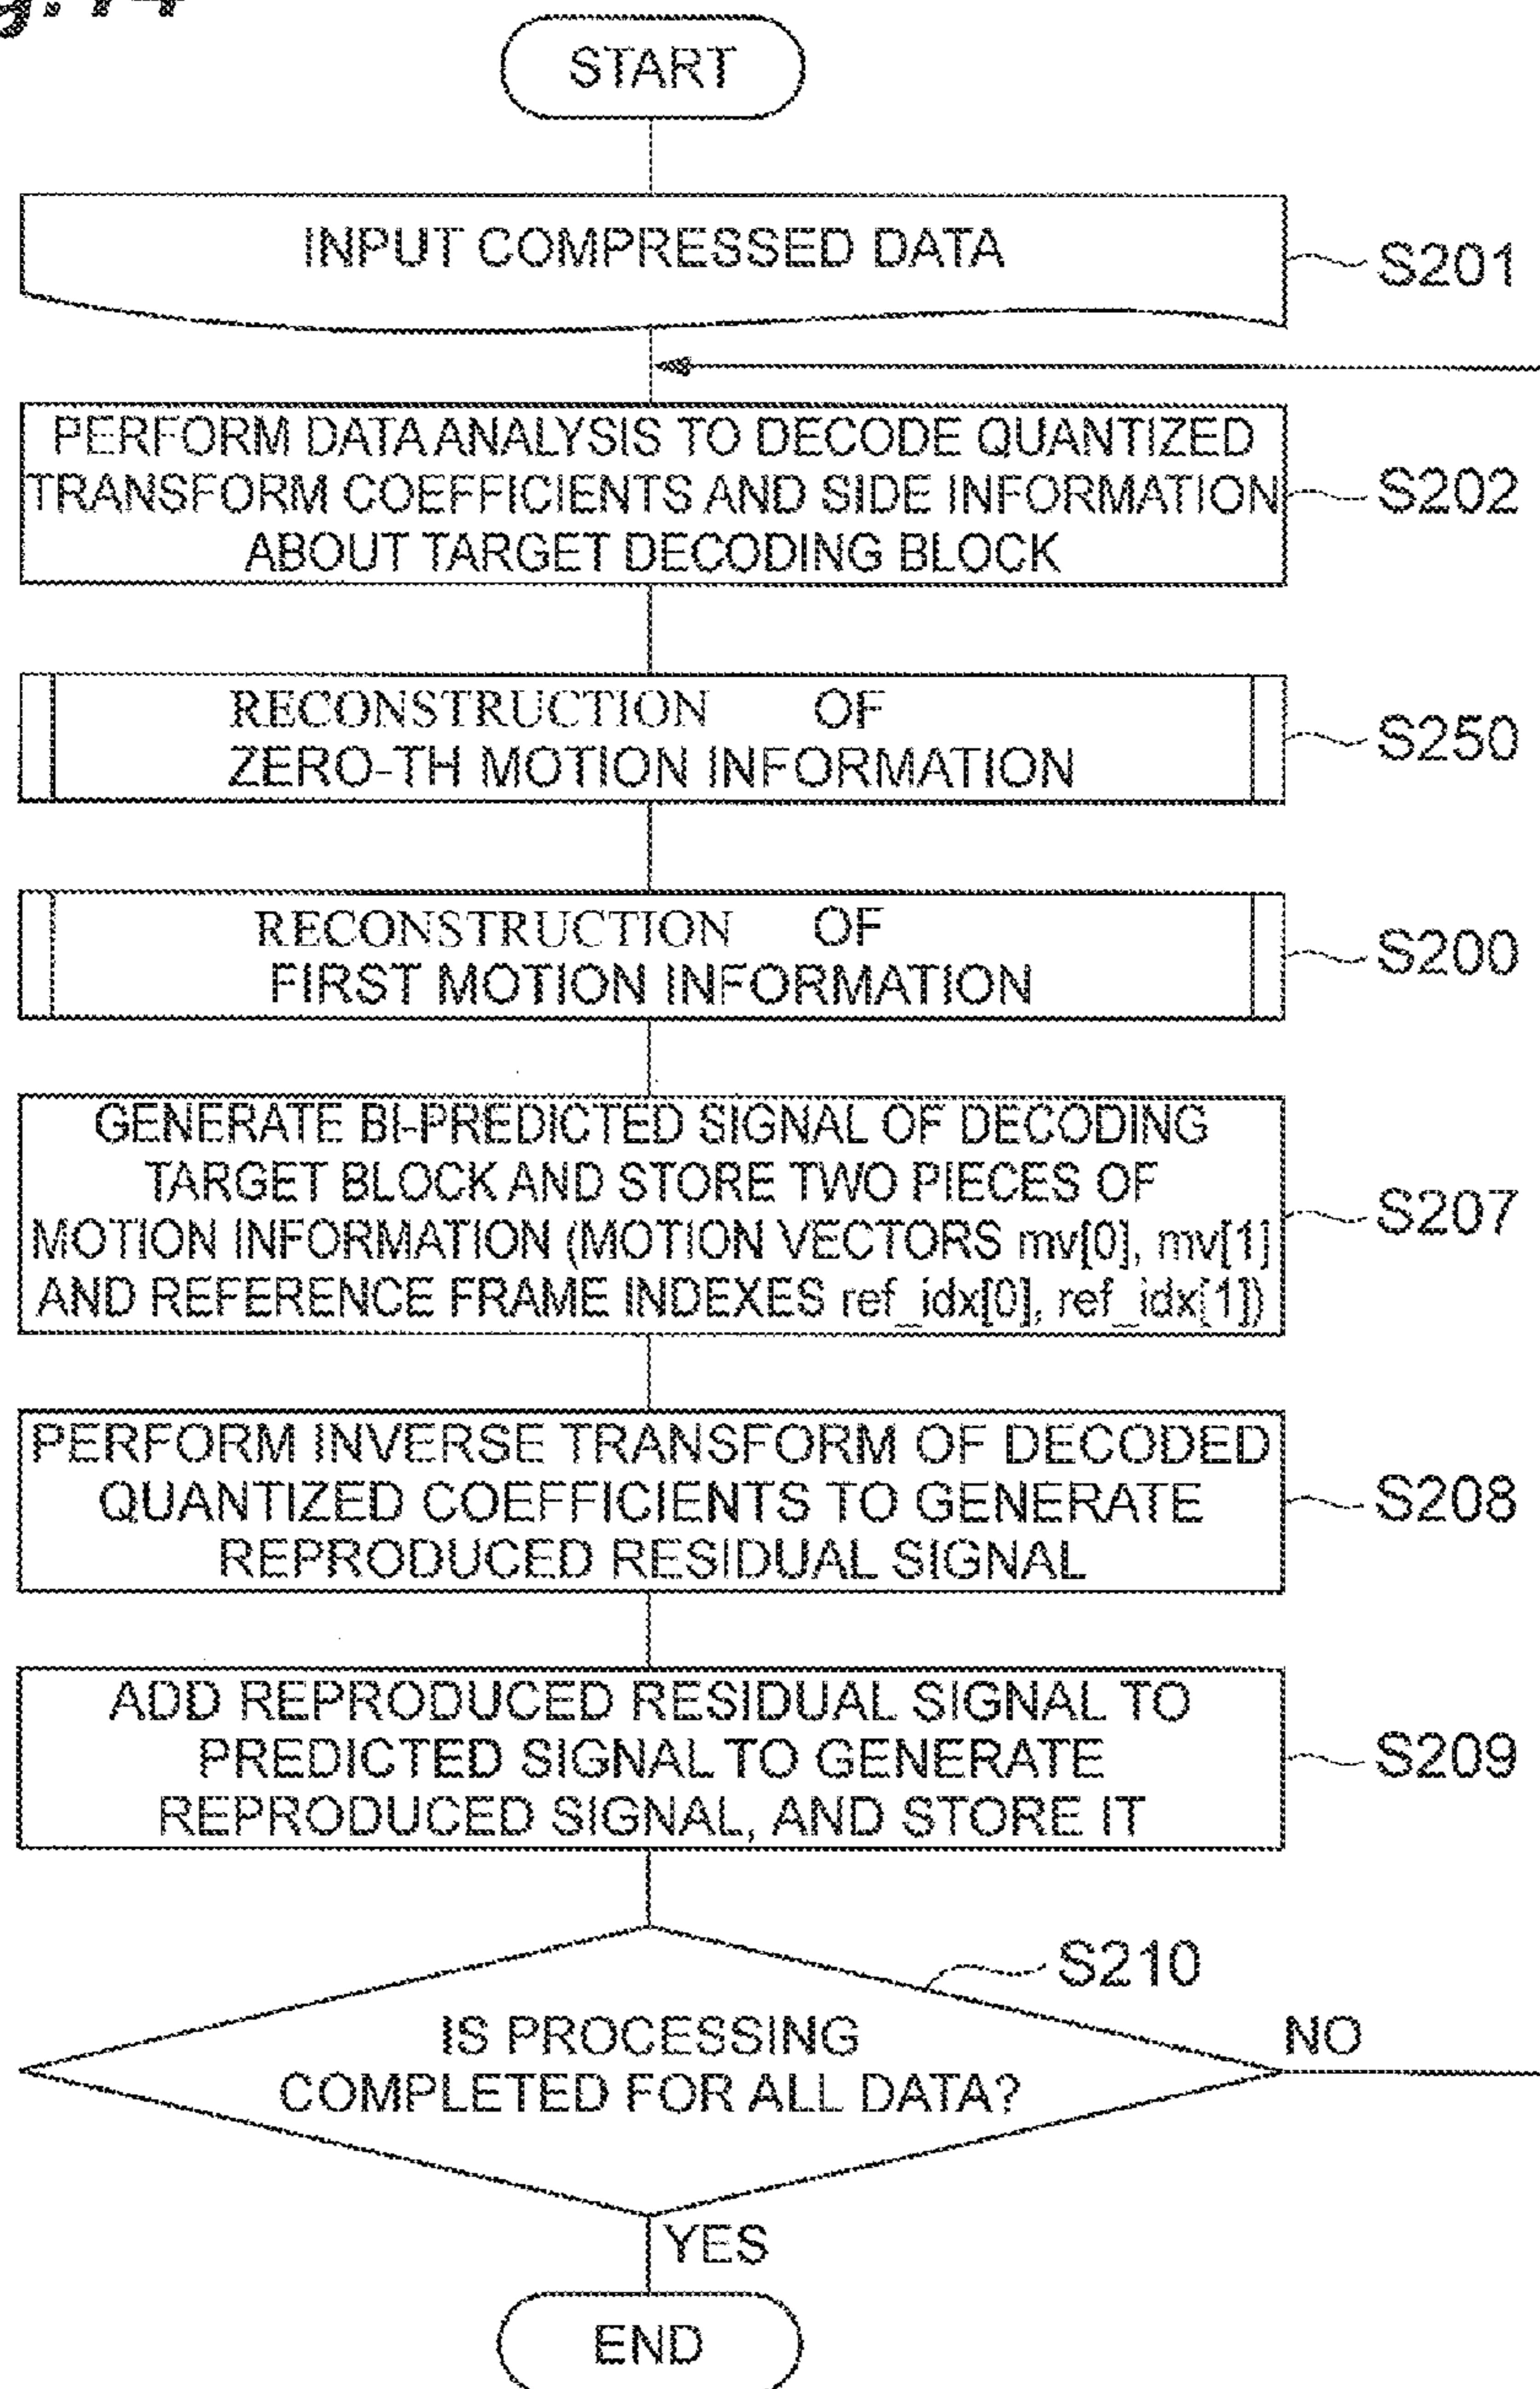 START
INPUT COMPRESSED DATA
S201
PERFORM DATA ANALYSIS TO DECODE QUANTIZED
TRANSFORM COEFFICIENTS AND SIDE INFORMATION
ABOUT TARGET DECODING BLOCK
S202
RECONSTRUCTION OF
ZERO-TH MOTION INFORMATION
S250
RECONSTRUCTION OF
FIRST MOTION INFORMATION
S200
GENERATE BI-PREDICTED SIGNAL OF DECODING
TARGET BLOCK AND STORE TWO PIECES OF
MOTION INFORMATION (MOTION VECTORS mv[0], mv[1]
AND REFERENCE FRAME INDEXES ref_idx[0], ref_idx[1])
S207
PERFORM INVERSE TRANSFORM OF DECODED
QUANTIZED COEFFICIENTS TO GENERATE
REPRODUCED RESIDUAL SIGNAL
S208
ADD REPRODUCED RESIDUAL SIGNAL TO
PREDICTED SIGNAL TO GENERATE
REPRODUCED SIGNAL, AND STORE IT
S209
S210
IS PROCESSING
COMPLETED FOR ALL DATA?
NO
YES
END